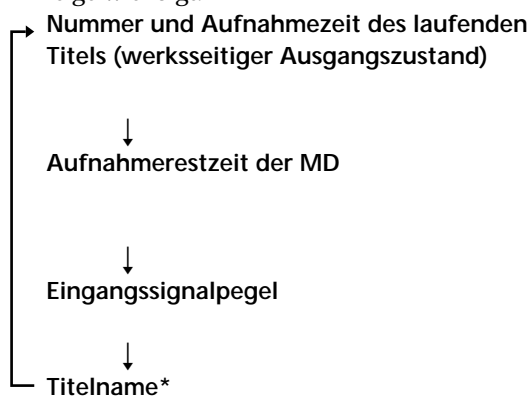 Nummer und Aufnahmezeit des laufenden
Titels (werksseitiger Ausgangszustand)
Aufnahmerestzeit der MD
Eingangssignalpegel
Titelname*